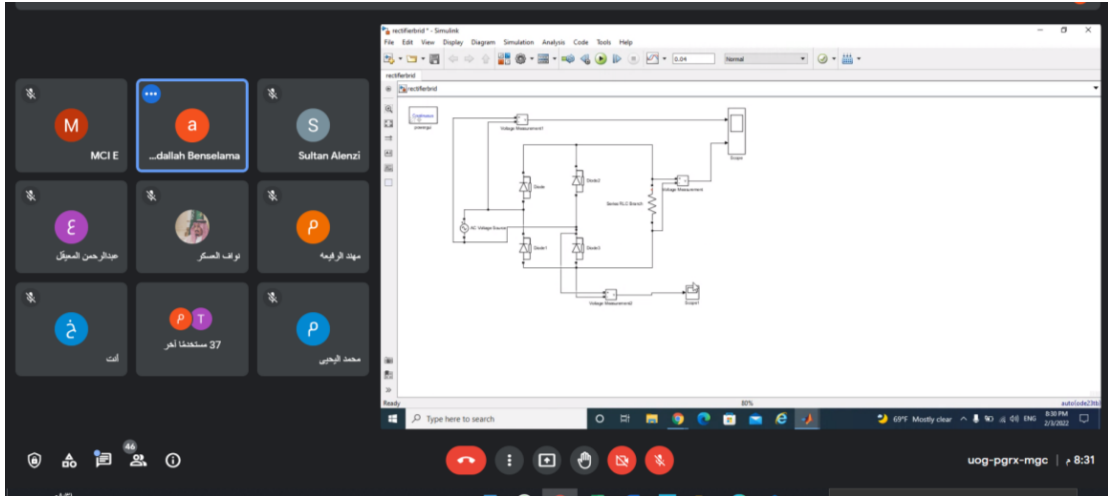 rectifierbrid * - Simulink
File Edit View Display Diagram Simulation Analysis Code Tools Help
0.04
Normal
rectifierbrid
rectifierbrid
Continuous
powergui
Voltage Measurement1
Scope
Diode
Diode2
Series RLC Branch
Voltage Measurement
AC Voltage Source
Diode1
Diode3
Voltage Measurement2
Scope1
Ready
80%
Type here to search
69°F Mostly clear
ENG
8:30 PM
2/3/2022
M
MCI E
a
...dallah Benselama
S
Sultan Alenzi
ع
عبدالرحمن المعيقل
نواف العسكر
م
مهند الرفيعه
خ
أنت
م
T
37 مستخدمًا آخر
م
محمد اليحيى
46
uog-pgrx-mgc
8:31 م